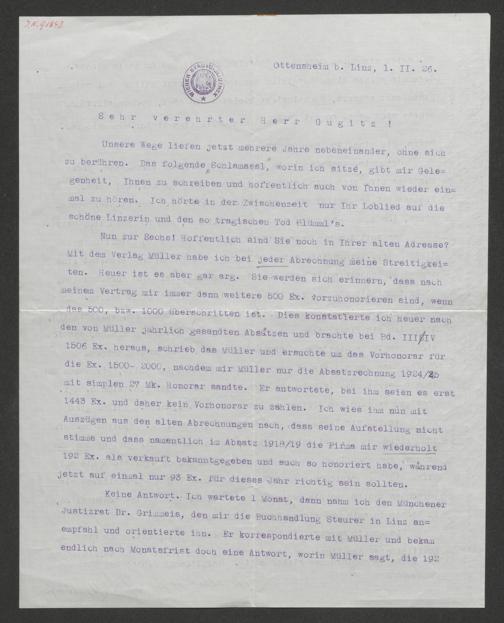 Ottensheim b. Linz, 1. II. 26.
Sehr verehrter Herr Gugitz!
Unsere Wege liefen jetzt mehrere Jahre nebeneinander, ohne sich
zu berühren. Das folgende Schlamasel, worin ich sitze, gibt mir Gele=
genheit, Ihnen zu schreiben und hoffentlich auch von Ihnen wieder ein=
mal zu hören. Ich hörte in der Zwischenzeit nur Ihr Loblied auf die
schöne Linzerin und den so tragischen Tod Blümml's.
Nun zur Sache! Hoffentlich sind Sie noch in Ihrer alten Adresse?
Mit dem Verlag Müller habe ich bei jeder Abrechnung meine Streitigkei=
ten. Heuer ist es aber gar arg. Sie werden sich erinnern, dass nach
meinem Vertrag mir immer dann weitere 500 Ex. vorzuhonorieren sind, wenn
das 500, bzw. 1000 überschritten ist. Dies konstatierte ich heuer nach
den von Müller jährlich gesandten Absätzen und brachte bei Bd. III/IV
1506 Ex. heraus, schrieb das Müller und ersuchte um das Vorhonorar für
die Ex. 1500- 2000, nachdem mir Müller nur die Absatzrechnung 1924/25
mit simplen 27 Mk. Honorar sandte. Er antwortete, bei ihm seien es erst
1443 Ex. und daher kein Vorhonorar zu zahlen. Ich wies ihm nun mit
Auszügen aus den alten Abrechnungen nach, dass seine Aufstellung nicht
stimme und dass namentlich im Absatz 1918/19 die Firma mir wiederholt
192 Ex. als verkauft bekanntgegeben und auch so honoriert habe, während
jetzt auf einmal nur 93 Ex. für dieses Jahr richtig sein sollten.
Keine Antwort. Ich wartete 1 Monat, dann nahm ich den Münchener
Justizrat Dr. Grimmeis, den mir die Buchhandlung Steurer in Linz an=
empfahl und orientierte ihn. Er korrespondierte mit Müller und bekam
endlich nach Monatsfrist doch eine Antwort, worin Müller sagt, die 192